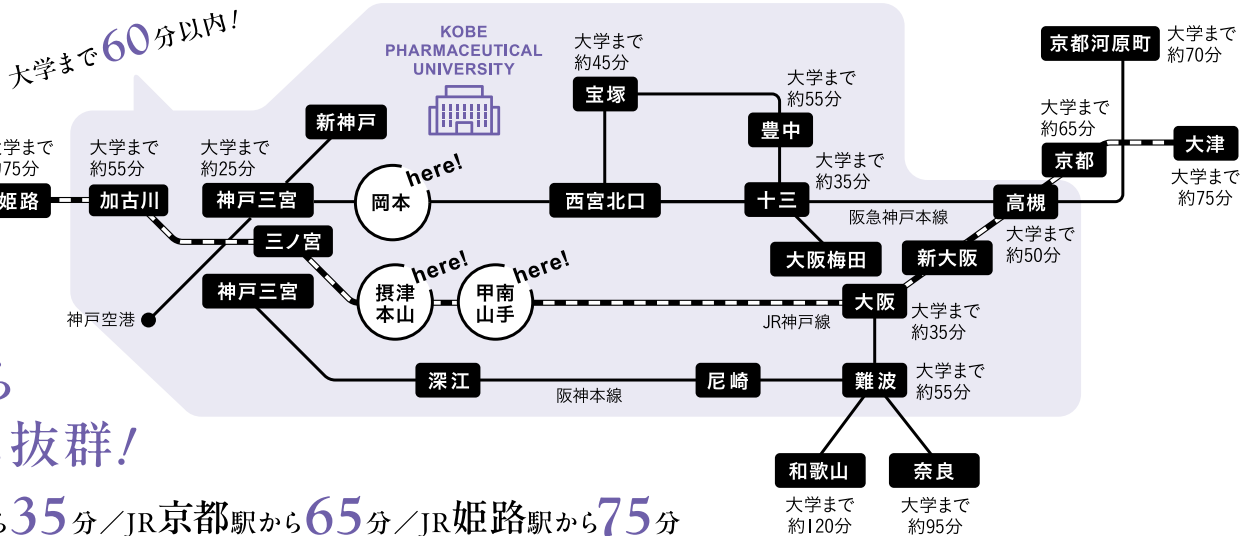 大学まで60分以内!
KOBE
PHARMACEUTICAL
UNIVERSITY
大学まで
約45分
宝塚
大学まで
約55分
豊中
京都河原町
大学まで
約70分
大学まで
約65分
京都
大津
大学まで
約75分
新神戸
大学まで
約75分
姫路
大学まで
約55分
加古川
大学まで
約25分
神戸三宮
岡本
here!
西宮北口
大学まで
約35分
十三
阪急神戸本線
高槻
大学まで
約50分
三ノ宮
大阪梅田
新大阪
神戸三宮
摂津
本山
here!
甲南
山手
here!
JR神戸線
大阪
大学まで
約35分
神戸空港
深江
阪神本線
尼崎
難波
大学まで
約55分
抜群!
和歌山
大学まで
約120分
奈良
大学まで
約95分
ら35分／JR京都駅から65分／JR姫路駅から75分